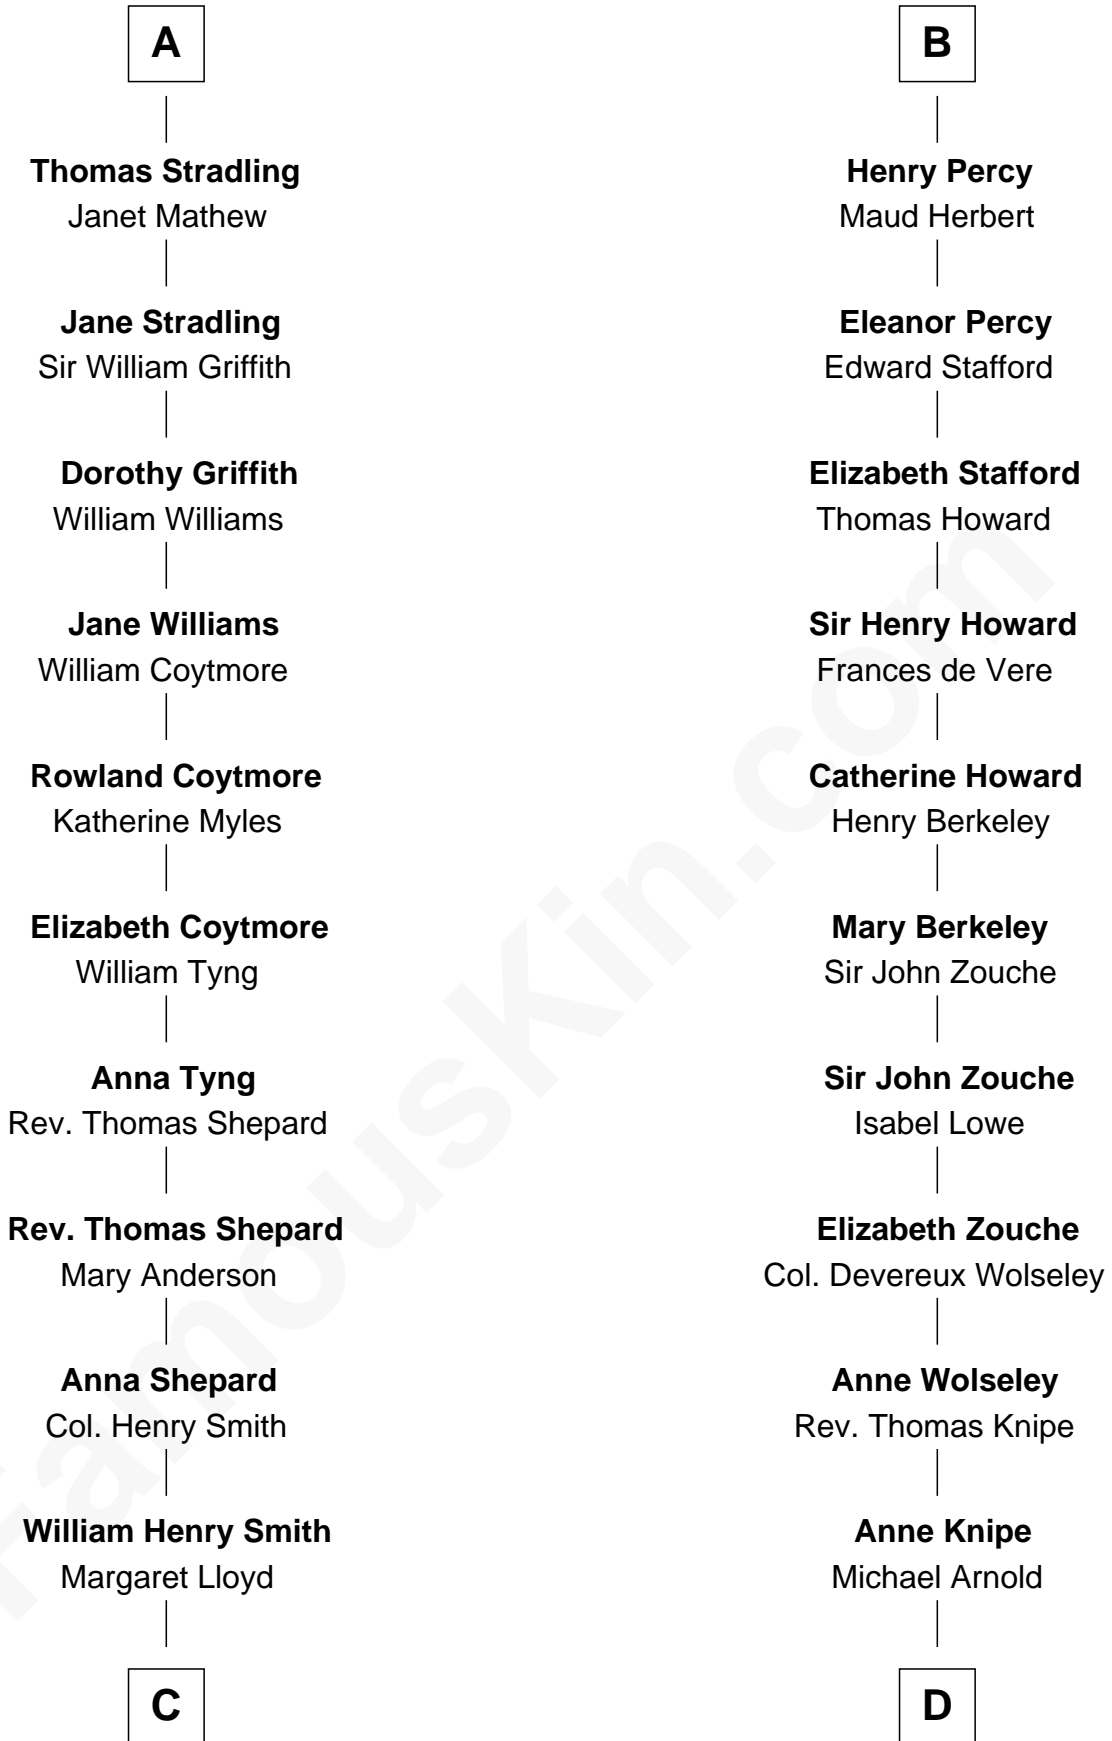 A
Thomas Stradling
Janet Mathew
Jane Stradling
Sir William Griffith
Dorothy Griffith
William Williams
Jane Williams
William Coytmore
Rowland Coytmore
Katherine Myles
Elizabeth Coytmore
William Tyng
Anna Tyng
Rev. Thomas Shepard
Rev. Thomas Shepard
Mary Anderson
Anna Shepard
Col. Henry Smith
William Henry Smith
Margaret Lloyd
C
B
Henry Percy
Maud Herbert
Eleanor Percy
Edward Stafford
Elizabeth Stafford
Thomas Howard
Sir Henry Howard
Frances de Vere
Catherine Howard
Henry Berkeley
Mary Berkeley
Sir John Zouche
Sir John Zouche
Isabel Lowe
Elizabeth Zouche
Col. Devereux Wolseley
Anne Wolseley
Rev. Thomas Knipe
Anne Knipe
Michael Arnold
D
FamousKin.com